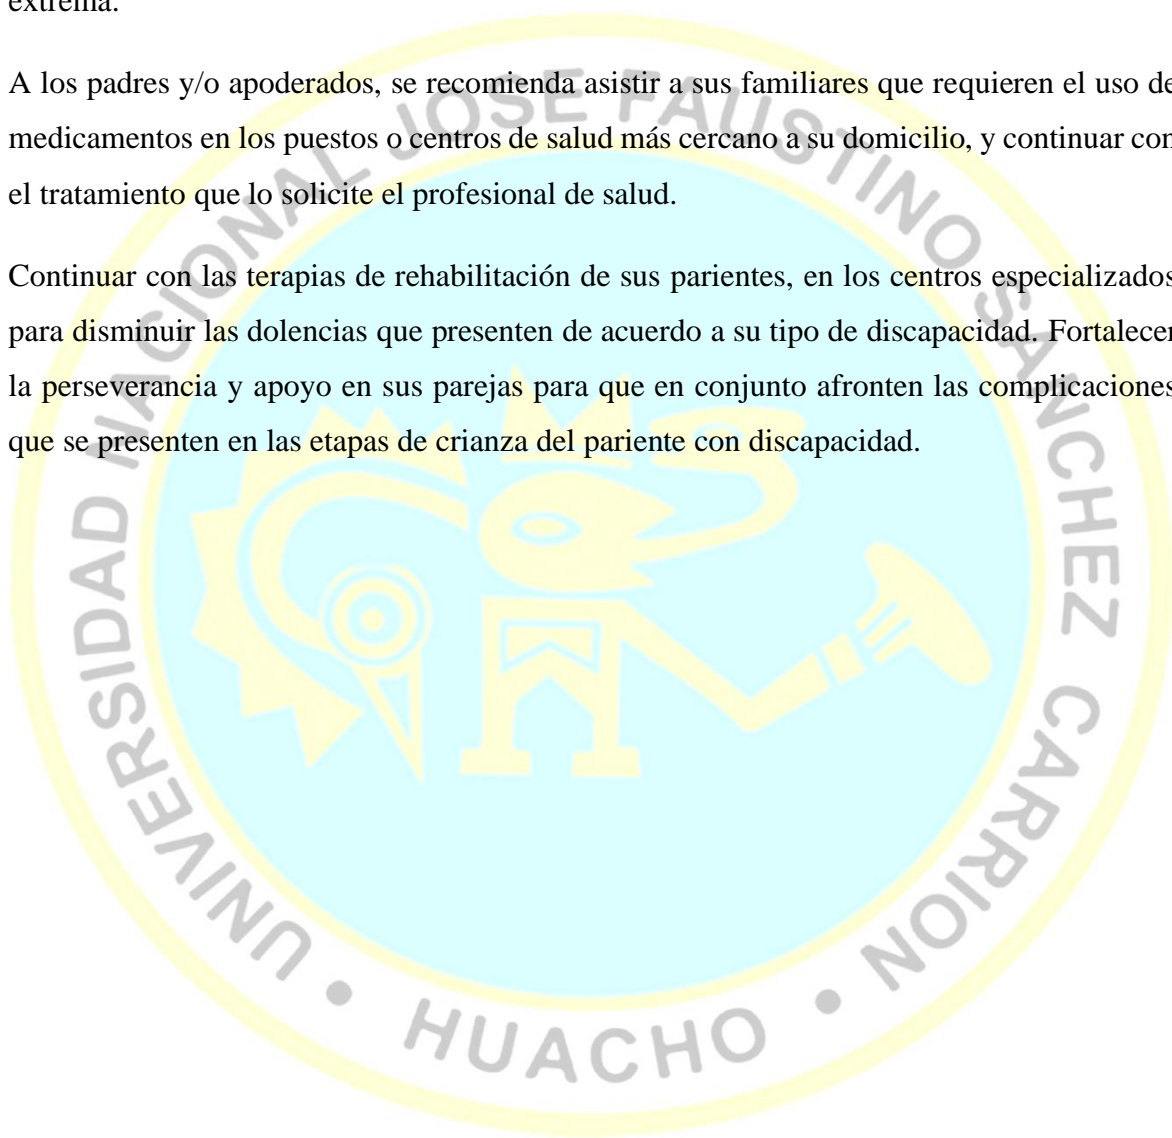 extrema.
A los padres y/o apoderados, se recomienda asistir a sus familiares que requieren el uso de
medicamentos en los puestos o centros de salud más cercano a su domicilio, y continuar con
el tratamiento que lo solicite el profesional de salud.
Continuar con las terapias de rehabilitación de sus parientes, en los centros especializados
para disminuir las dolencias que presenten de acuerdo a su tipo de discapacidad. Fortalecer
la perseverancia y apoyo en sus parejas para que en conjunto afronten las complicaciones
que se presenten en las etapas de crianza del pariente con discapacidad.
UNIVERSIDAD NACIONAL JOSE FAUSTINO SANCHEZ CARRION
• HUACHO •